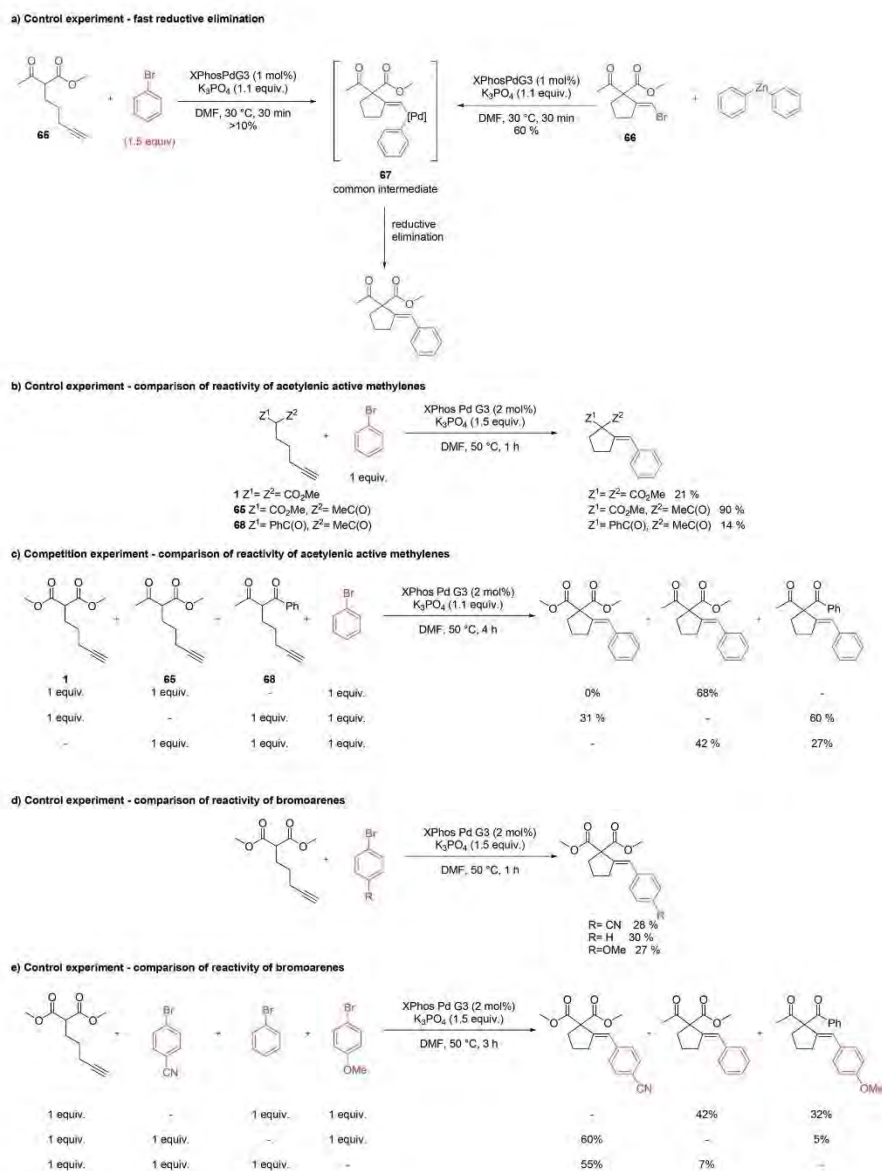 a) Control experiment - fast reductive elimination
O O
O
65
+
Br
(1.5 equiv)
XPhosPdG3 (1 mol%)
K3PO4 (1.1 equiv.)
DMF, 30 °C, 30 min
>10%
O O
O
[Pd]
67
common intermediate
XPhosPdG3 (1 mol%)
K3PO4 (1.1 equiv.)
DMF, 30 °C, 30 min
60 %
O O
O
Br
66
+
Zn
reductive
elimination
O O
O
b) Control experiment - comparison of reactivity of acetylenic active methylenes
Z1 Z2
+
Br
1 equiv.
XPhos Pd G3 (2 mol%)
K3PO4 (1.5 equiv.)
DMF, 50 °C, 1 h
Z1 Z2
1 Z1= Z2= CO2Me
65 Z1= CO2Me, Z2= MeC(O)
68 Z1= PhC(O), Z2= MeC(O)
Z1= Z2= CO2Me 21 %
Z1= CO2Me, Z2= MeC(O) 90 %
Z1= PhC(O), Z2= MeC(O) 14 %
c) Competition experiment - comparison of reactivity of acetylenic active methylenes
O O
O O
1
+
O O
O
65
-
O O
Ph
68
+
Br
XPhos Pd G3 (2 mol%)
K3PO4 (1.1 equiv.)
DMF, 50 °C, 4 h
O O
O O
-
O O
O
+
O O
Ph
1 equiv. 1 equiv. - 1 equiv. 0% 68% -
1 equiv. - 1 equiv. 1 equiv. 31 % - 60 %
- 1 equiv. 1 equiv. 1 equiv. - 42 % 27%
d) Control experiment - comparison of reactivity of bromoarenes
O O
O O
+
Br
R
XPhos Pd G3 (2 mol%)
K3PO4 (1.5 equiv.)
DMF, 50 °C, 1 h
O O
O O
R
R= CN 28 %
R= H 30 %
R=OMe 27 %
e) Control experiment - comparison of reactivity of bromoarenes
O O
O O
-
Br
CN
+
Br
+
Br
OMe
XPhos Pd G3 (2 mol%)
K3PO4 (1.5 equiv.)
DMF, 50 °C, 3 h
O O
O O
CN
-
O O
O
+
O O
Ph
OMe
1 equiv. - 1 equiv. 1 equiv. - 42% 32%
1 equiv. 1 equiv. - 1 equiv. 60% - 5%
1 equiv. 1 equiv. 1 equiv. - 55% 7% -